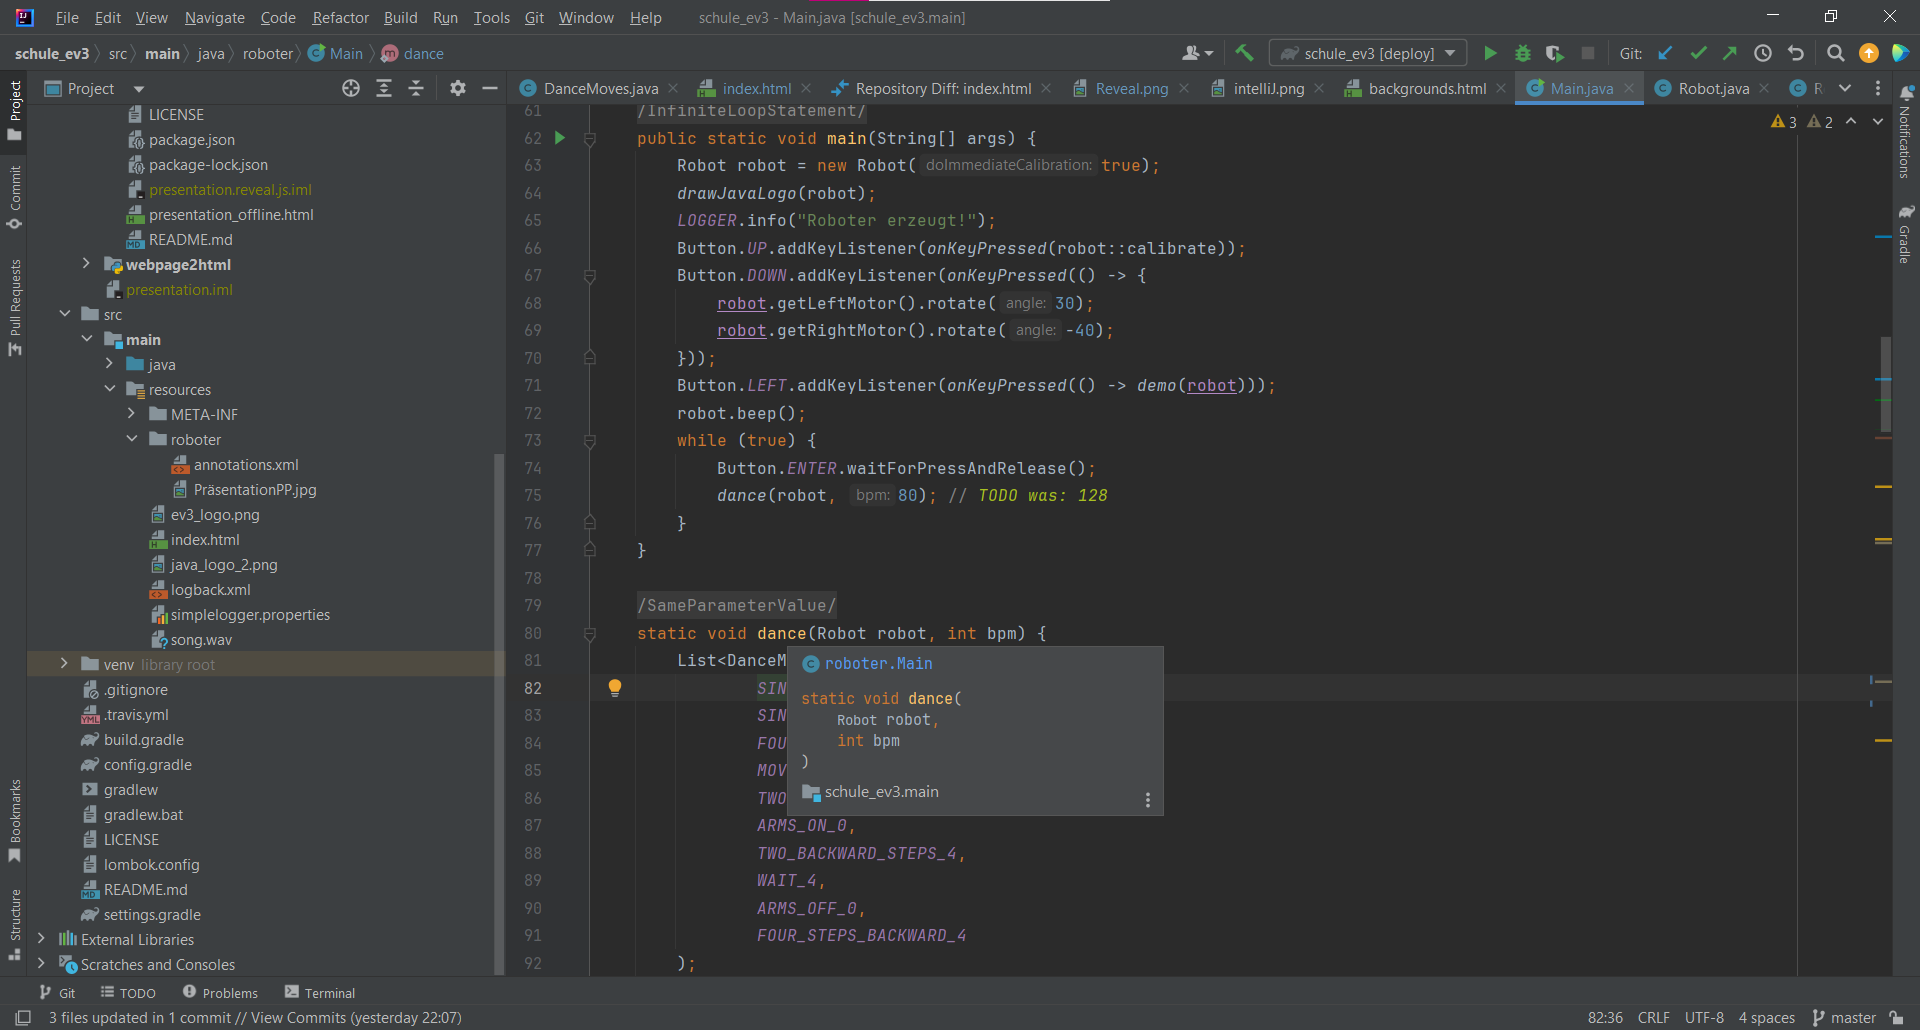 File Edit View Navigate Code Refactor Build Run Tools Git Window Help schule_ev3 - Main.java [schule_ev3.main]
schule_ev3 src main java roboter Main dance
schule_ev3 [deploy] Git:
Project
DanceMoves.java index.html Repository Diff: index.html Reveal.png intelliJ.png backgrounds.html Main.java Robot.java R
Project
Commit
Pull Requests
Bookmarks
Structure
LICENSE
package.json
package-lock.json
presentation.reveal.js.iml
presentation_offline.html
README.md
webpage2html
presentation.iml
src
main
java
resources
META-INF
roboter
annotations.xml
PräsentationPP.jpg
ev3_logo.png
index.html
java_logo_2.png
logback.xml
simplelogger.properties
song.wav
venv library root
.gitignore
.travis.yml
build.gradle
config.gradle
gradlew
gradlew.bat
LICENSE
lombok.config
README.md
settings.gradle
External Libraries
Scratches and Consoles
3 2
61 /InfiniteLoopStatement/
62 public static void main(String[] args) {
63 Robot robot = new Robot( doImmediateCalibration: true);
64 drawJavaLogo(robot);
65 LOGGER.info("Roboter erzeugt!");
66 Button.UP.addKeyListener(onKeyPressed(robot::calibrate));
67 Button.DOWN.addKeyListener(onKeyPressed(() -> {
68 robot.getLeftMotor().rotate( angle: 30);
69 robot.getRightMotor().rotate( angle: -40);
70 }));
71 Button.LEFT.addKeyListener(onKeyPressed(() -> demo(robot)));
72 robot.beep();
73 while (true) {
74 Button.ENTER.waitForPressAndRelease();
75 dance(robot, bpm: 80); // TODO was: 128
76 }
77 }
78
79 /SameParameterValue/
80 static void dance(Robot robot, int bpm) {
81 List<DanceM
82 SIN
83 SIN
84 FOU
85 MOV
86 TWO
87 ARMS_ON_0,
88 TWO_BACKWARD_STEPS_4,
89 WAIT_4,
90 ARMS_OFF_0,
91 FOUR_STEPS_BACKWARD_4
92 );
roboter.Main
static void dance(
Robot robot,
int bpm
)
schule_ev3.main
Notifications
Gradle
Git TODO Problems Terminal
3 files updated in 1 commit // View Commits (yesterday 22:07)
82:36 CRLF UTF-8 4 spaces master